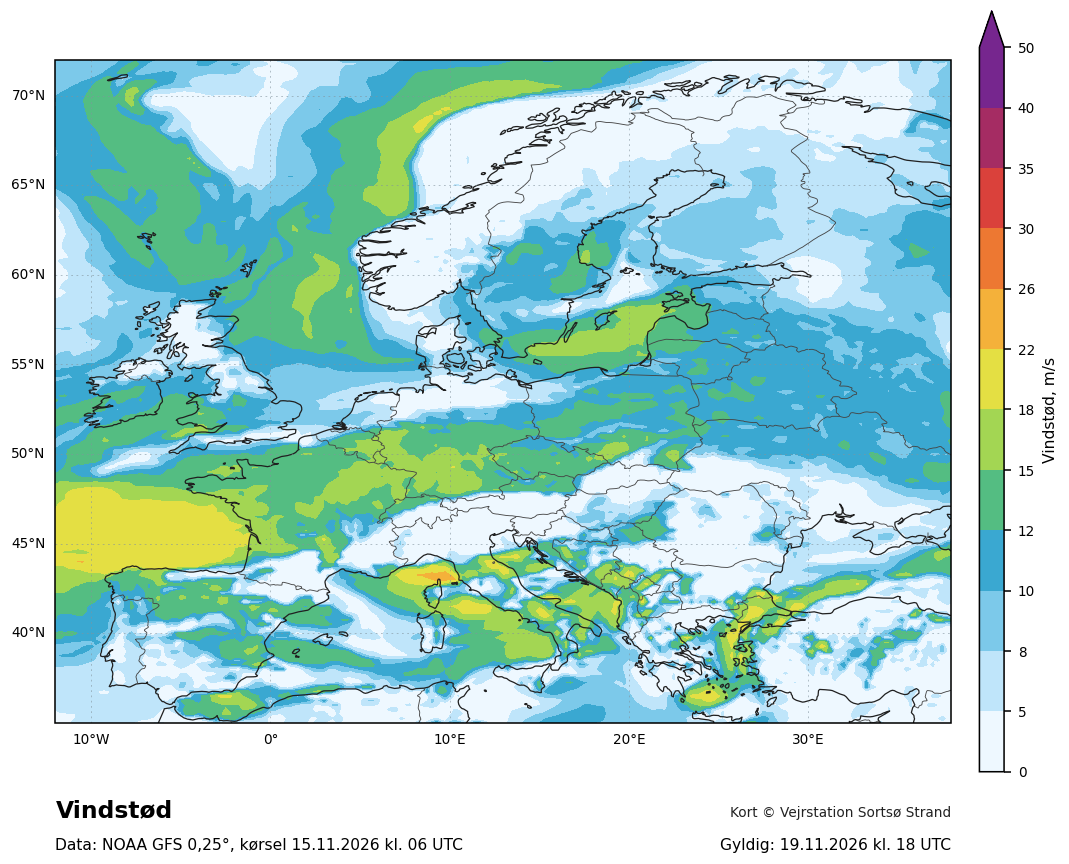 50
40
35
30
26
22
18
15
12
10
8
5
0
Vindstød, m/s
70°N
65°N
60°N
55°N
50°N
45°N
40°N
10°W
0°
10°E
20°E
30°E
Vindstød
Kort © Vejrstation Sortsø Strand
Data: NOAA GFS 0,25°, kørsel 15.11.2026 kl. 06 UTC
Gyldig: 19.11.2026 kl. 18 UTC